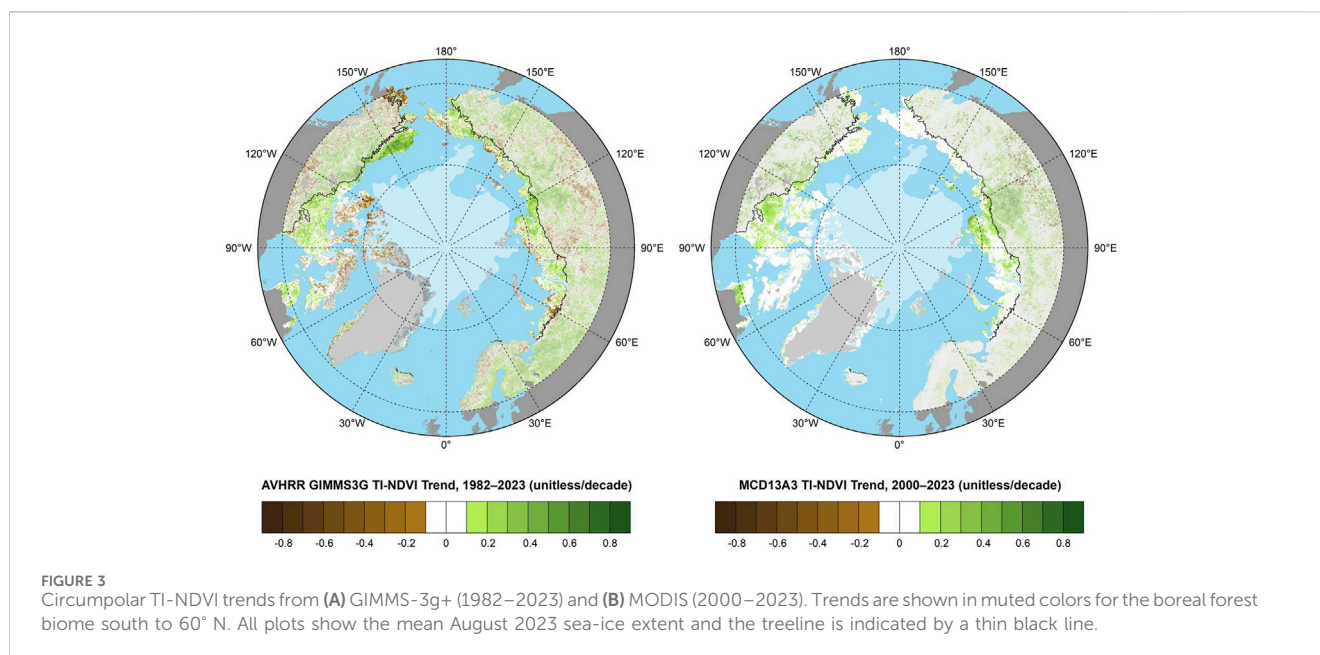 180°
150°W
150°E
120°W
120°E
90°W
90°E
60°W
60°E
30°W
30°E
0°
AVHRR GIMMS3G TI-NDVI Trend, 1982–2023 (unitless/decade)
-0.8 -0.6 -0.4 -0.2 0 0.2 0.4 0.6 0.8
180°
150°W
150°E
120°W
120°E
90°W
90°E
60°W
60°E
30°W
30°E
0°
MCD13A3 TI-NDVI Trend, 2000–2023 (unitless/decade)
-0.8 -0.6 -0.4 -0.2 0 0.2 0.4 0.6 0.8
FIGURE 3
Circumpolar TI-NDVI trends from (A) GIMMS-3g+ (1982–2023) and (B) MODIS (2000–2023). Trends are shown in muted colors for the boreal forest
biome south to 60° N. All plots show the mean August 2023 sea-ice extent and the treeline is indicated by a thin black line.